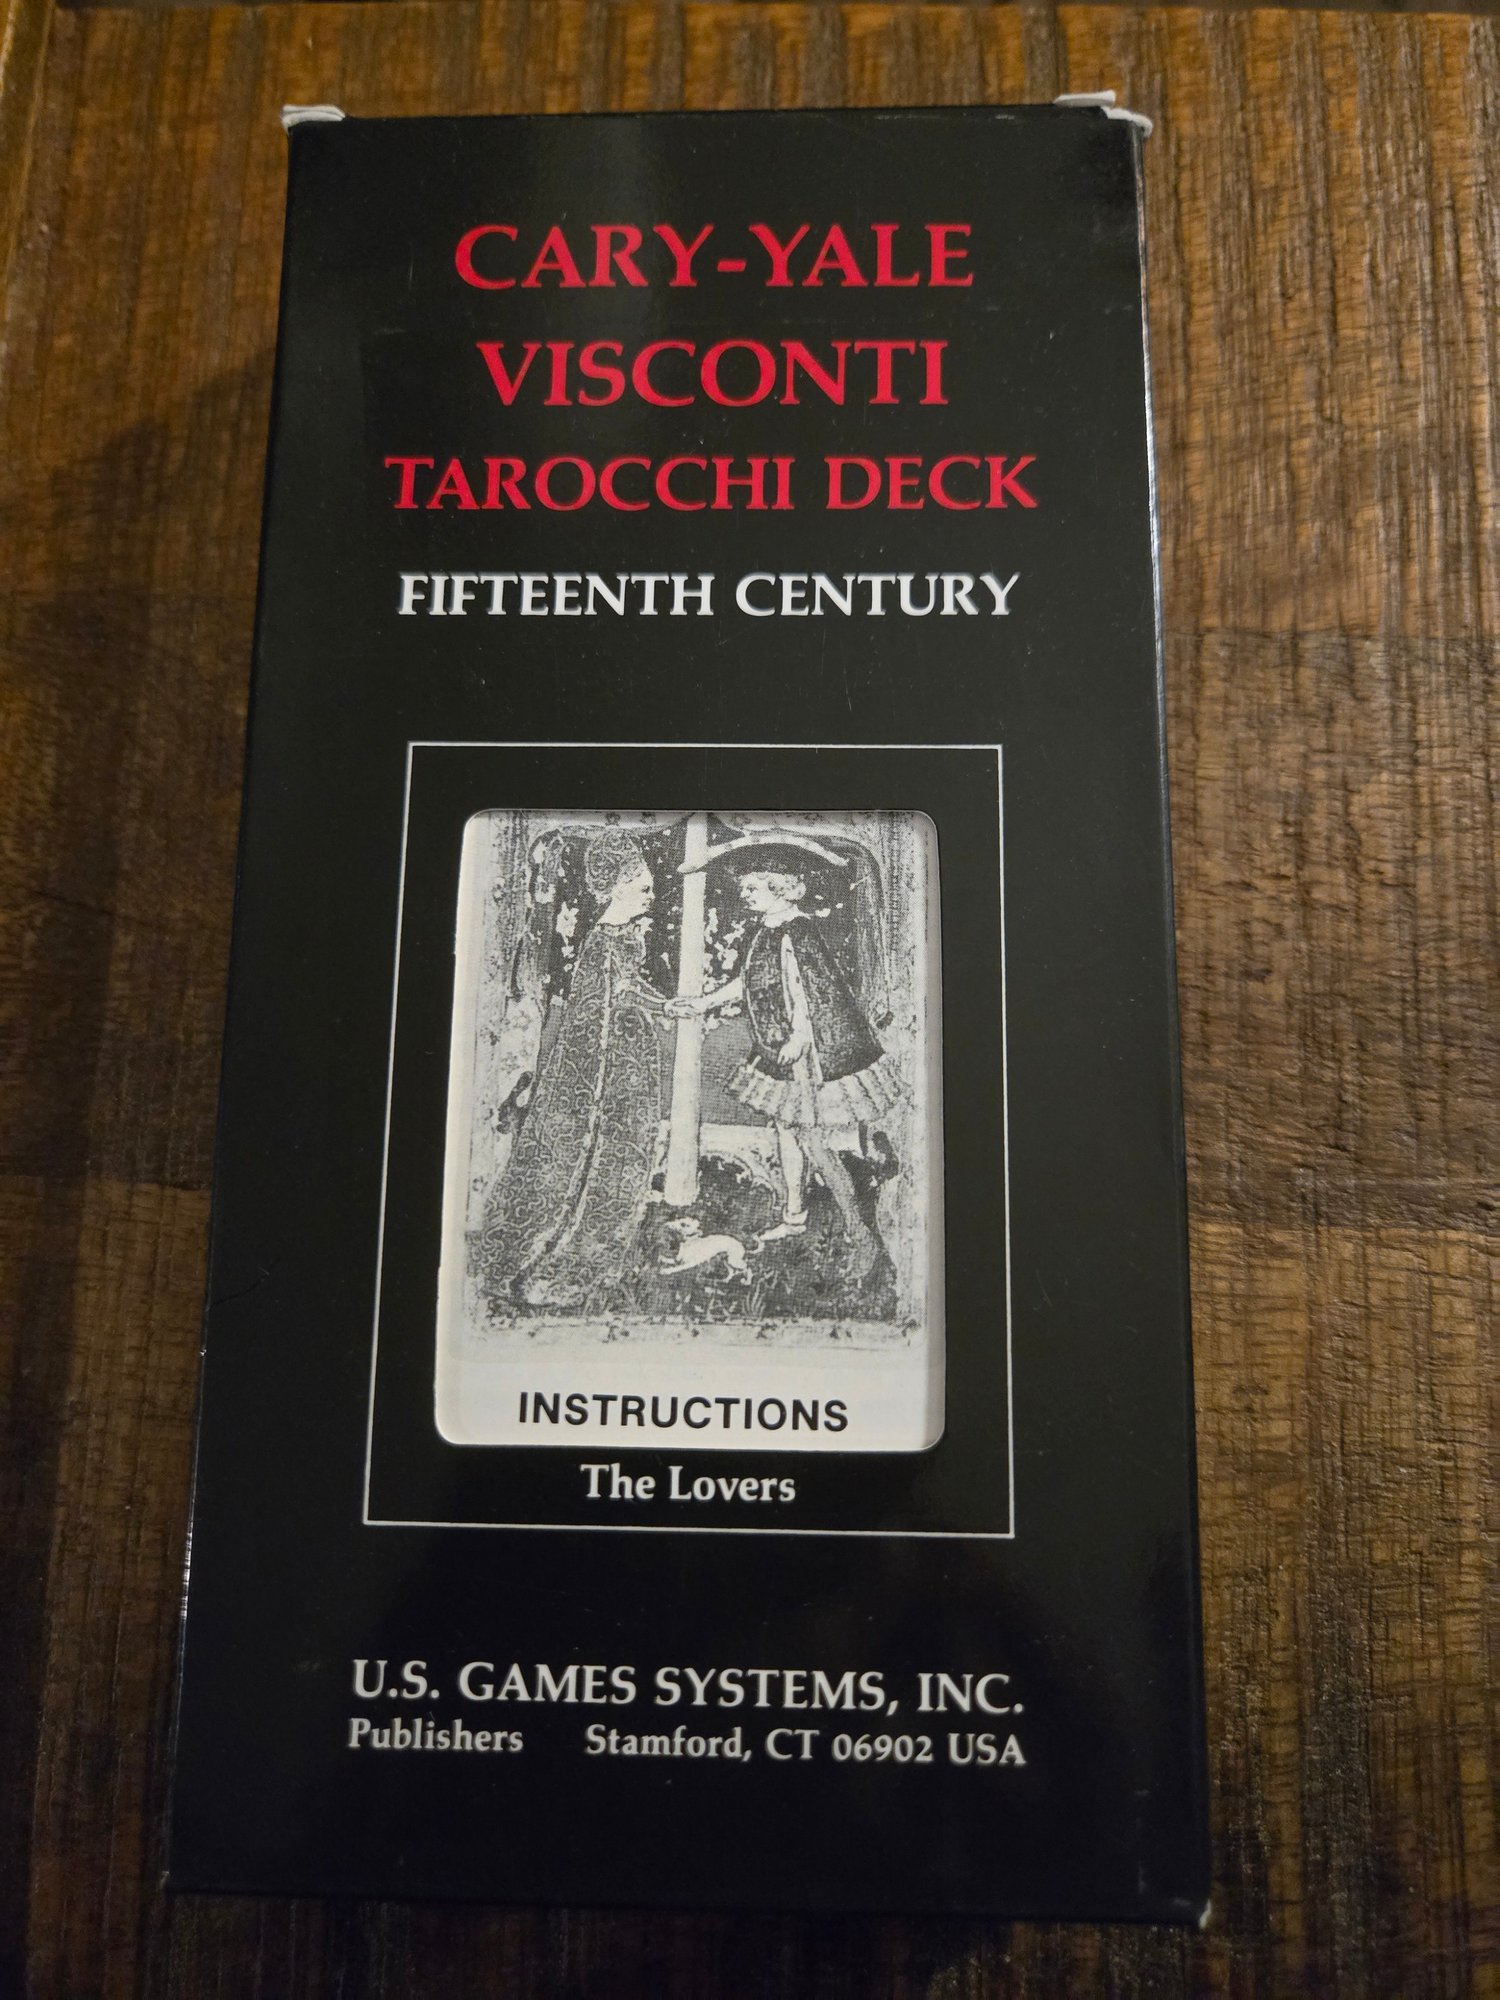 CARY-YALE
VISCONTI
TAROCCHI DECK
FIFTEENTH CENTURY
INSTRUCTIONS
The Lovers
U.S. GAMES SYSTEMS, INC.
Publishers Stamford, CT 06902 USA